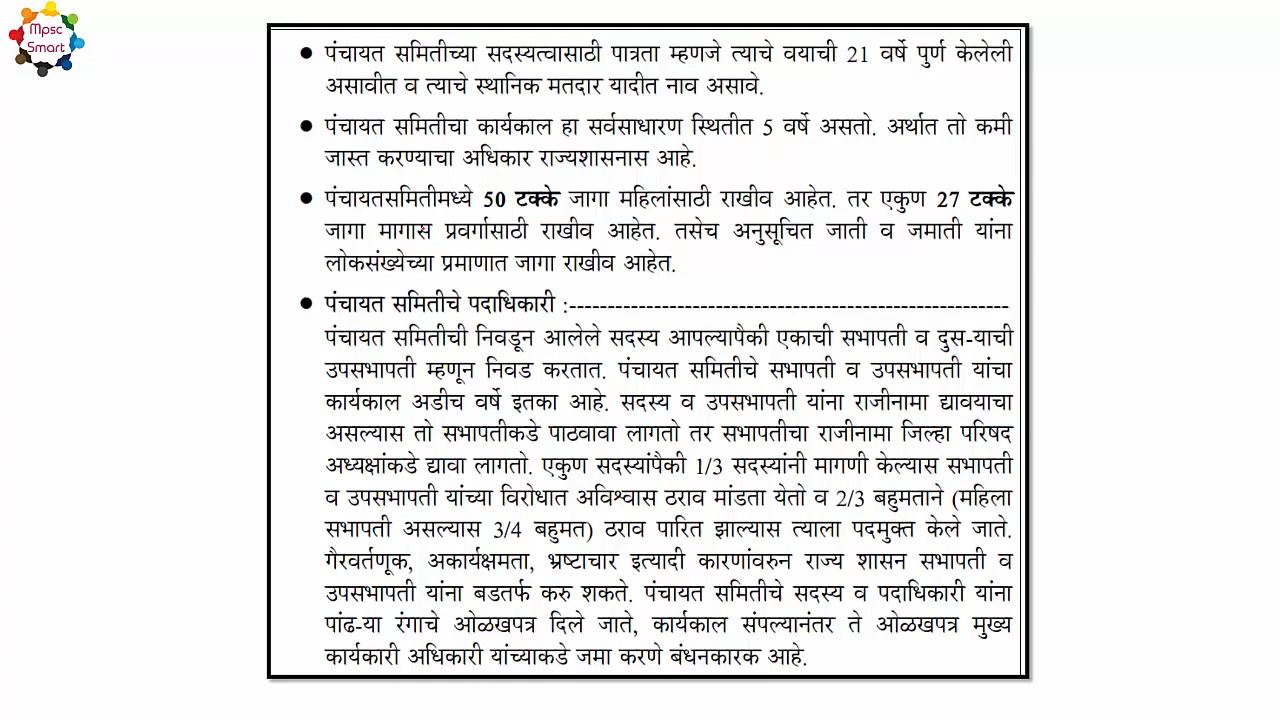 Mpsc
Smart
● पंचायत समितीच्या सदस्यत्वासाठी पात्रता म्हणजे त्याचे वयाची 21 वर्षे पुर्ण केलेली
असावीत व त्याचे स्थानिक मतदार यादीत नाव असावे.
● पंचायत समितीचा कार्यकाल हा सर्वसाधारण स्थितीत 5 वर्षे असतो. अर्थात तो कमी
जास्त करण्याचा अधिकार राज्यशासनास आहे.
● पंचायतसमितीमध्ये 50 टक्के जागा महिलांसाठी राखीव आहेत. तर एकुण 27 टक्के
जागा मागास प्रवर्गासाठी राखीव आहेत. तसेच अनुसूचित जाती व जमाती यांना
लोकसंख्येच्या प्रमाणात जागा राखीव आहेत.
● पंचायत समितीचे पदाधिकारी :---------------------------------------------------------
पंचायत समितीची निवडून आलेले सदस्य आपल्यापैकी एकाची सभापती व दुस-याची
उपसभापती म्हणून निवड करतात. पंचायत समितीचे सभापती व उपसभापती यांचा
कार्यकाल अडीच वर्षे इतका आहे. सदस्य व उपसभापती यांना राजीनामा द्यावयाचा
असल्यास तो सभापतीकडे पाठवावा लागतो तर सभापतीचा राजीनामा जिल्हा परिषद
अध्यक्षांकडे द्यावा लागतो. एकुण सदस्यांपैकी 1/3 सदस्यांनी मागणी केल्यास सभापती
व उपसभापती यांच्या विरोधात अविश्वास ठराव मांडता येतो व 2/3 बहुमताने (महिला
सभापती असल्यास 3/4 बहुमत) ठराव पारित झाल्यास त्याला पदमुक्त केले जाते.
गैरवर्तणूक, अकार्यक्षमता, भ्रष्टाचार इत्यादी कारणांवरुन राज्य शासन सभापती व
उपसभापती यांना बडतर्फ करु शकते. पंचायत समितीचे सदस्य व पदाधिकारी यांना
पांढ-या रंगाचे ओळखपत्र दिले जाते, कार्यकाल संपल्यानंतर ते ओळखपत्र मुख्य
कार्यकारी अधिकारी यांच्याकडे जमा करणे बंधनकारक आहे.